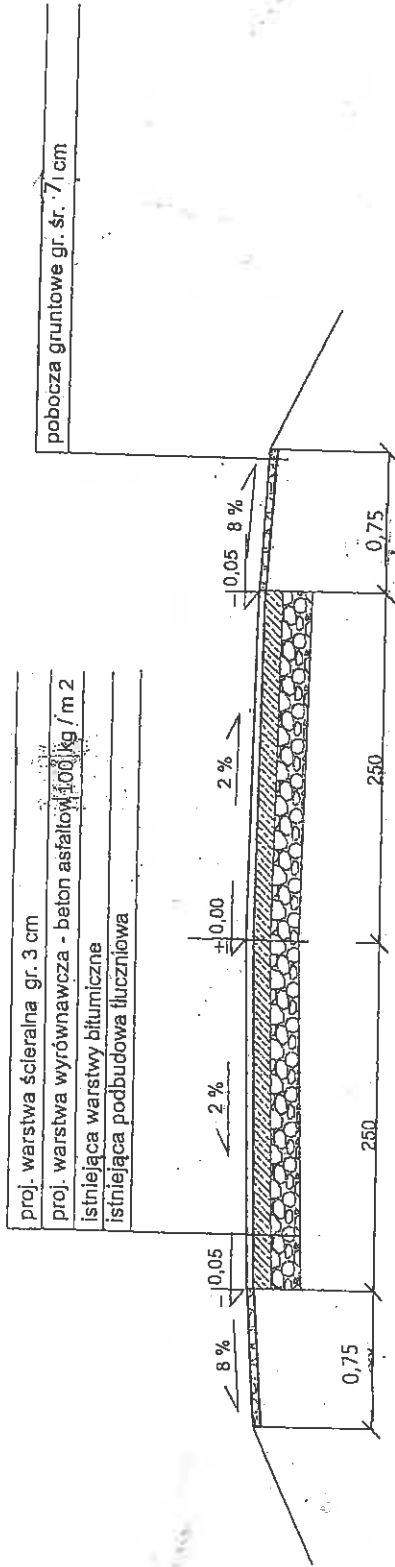 proj. warstwa ścieralna gr. 3 cm
proj. warstwa wyrównawcza - beton asfaltow 100 kg / m 2
istniejąca warstwy bitumiczne
istniejąca podbudowa tłuczniowa
pobocza gruntowe gr. śr. 7 cm
8 %
- 0,05
2 %
± 0,00
2 %
- 0,05
8 %
0,75
250
250
0,75